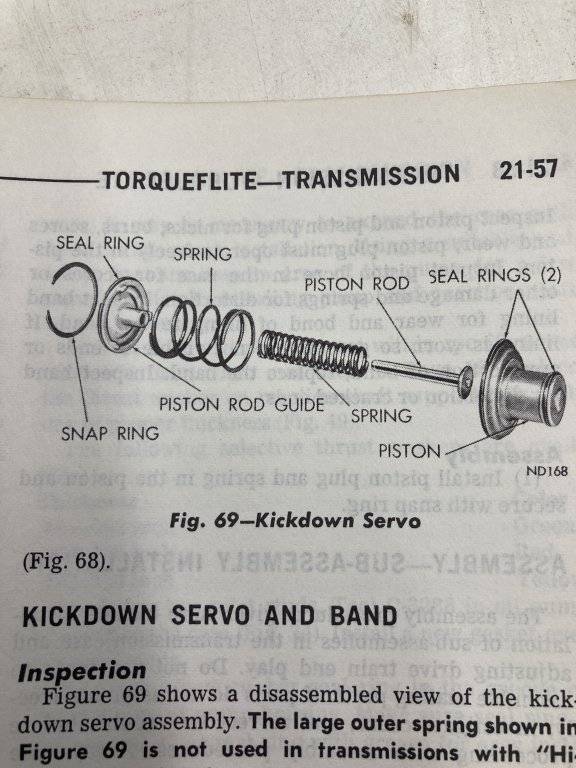 TORQUEFLITE—TRANSMISSION 21-57
SEAL RING
SPRING
PISTON ROD
SEAL RINGS (2)
PISTON ROD GUIDE
SPRING
SNAP RING
PISTON
ND168
Fig. 69—Kickdown Servo
(Fig. 68).
KICKDOWN SERVO AND BAND
Inspection
Figure 69 shows a disassembled view of the kick-
down servo assembly. The large outer spring shown in
Figure 69 is not used in transmissions with "Hi-